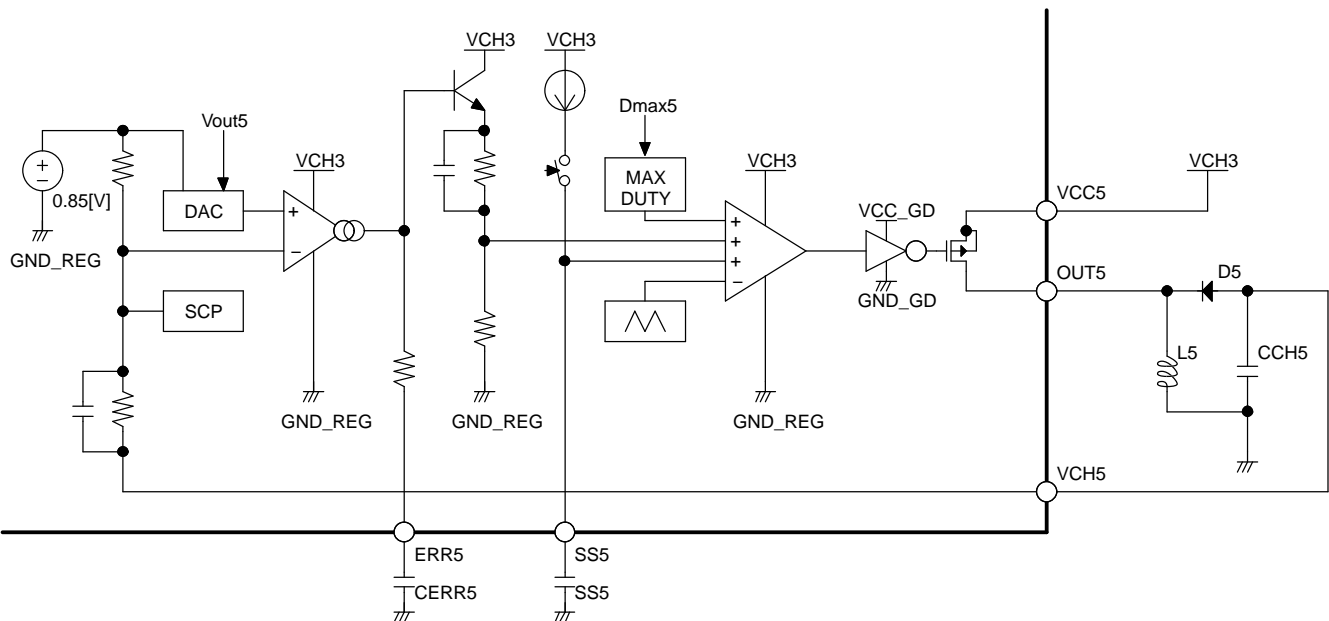 VCH3
VCH3
Vout5
Dmax5
VCH3
VCH3
VCH3
+
−
0.85[V]
DAC
+
−
MAX
DUTY
VCC5
VCC_GD
GND_REG
+
+
+
−
OUT5
D5
GND_GD
SCP
L5
CCH5
GND_REG
GND_REG
GND_REG
VCH5
ERR5
SS5
CERR5
SS5